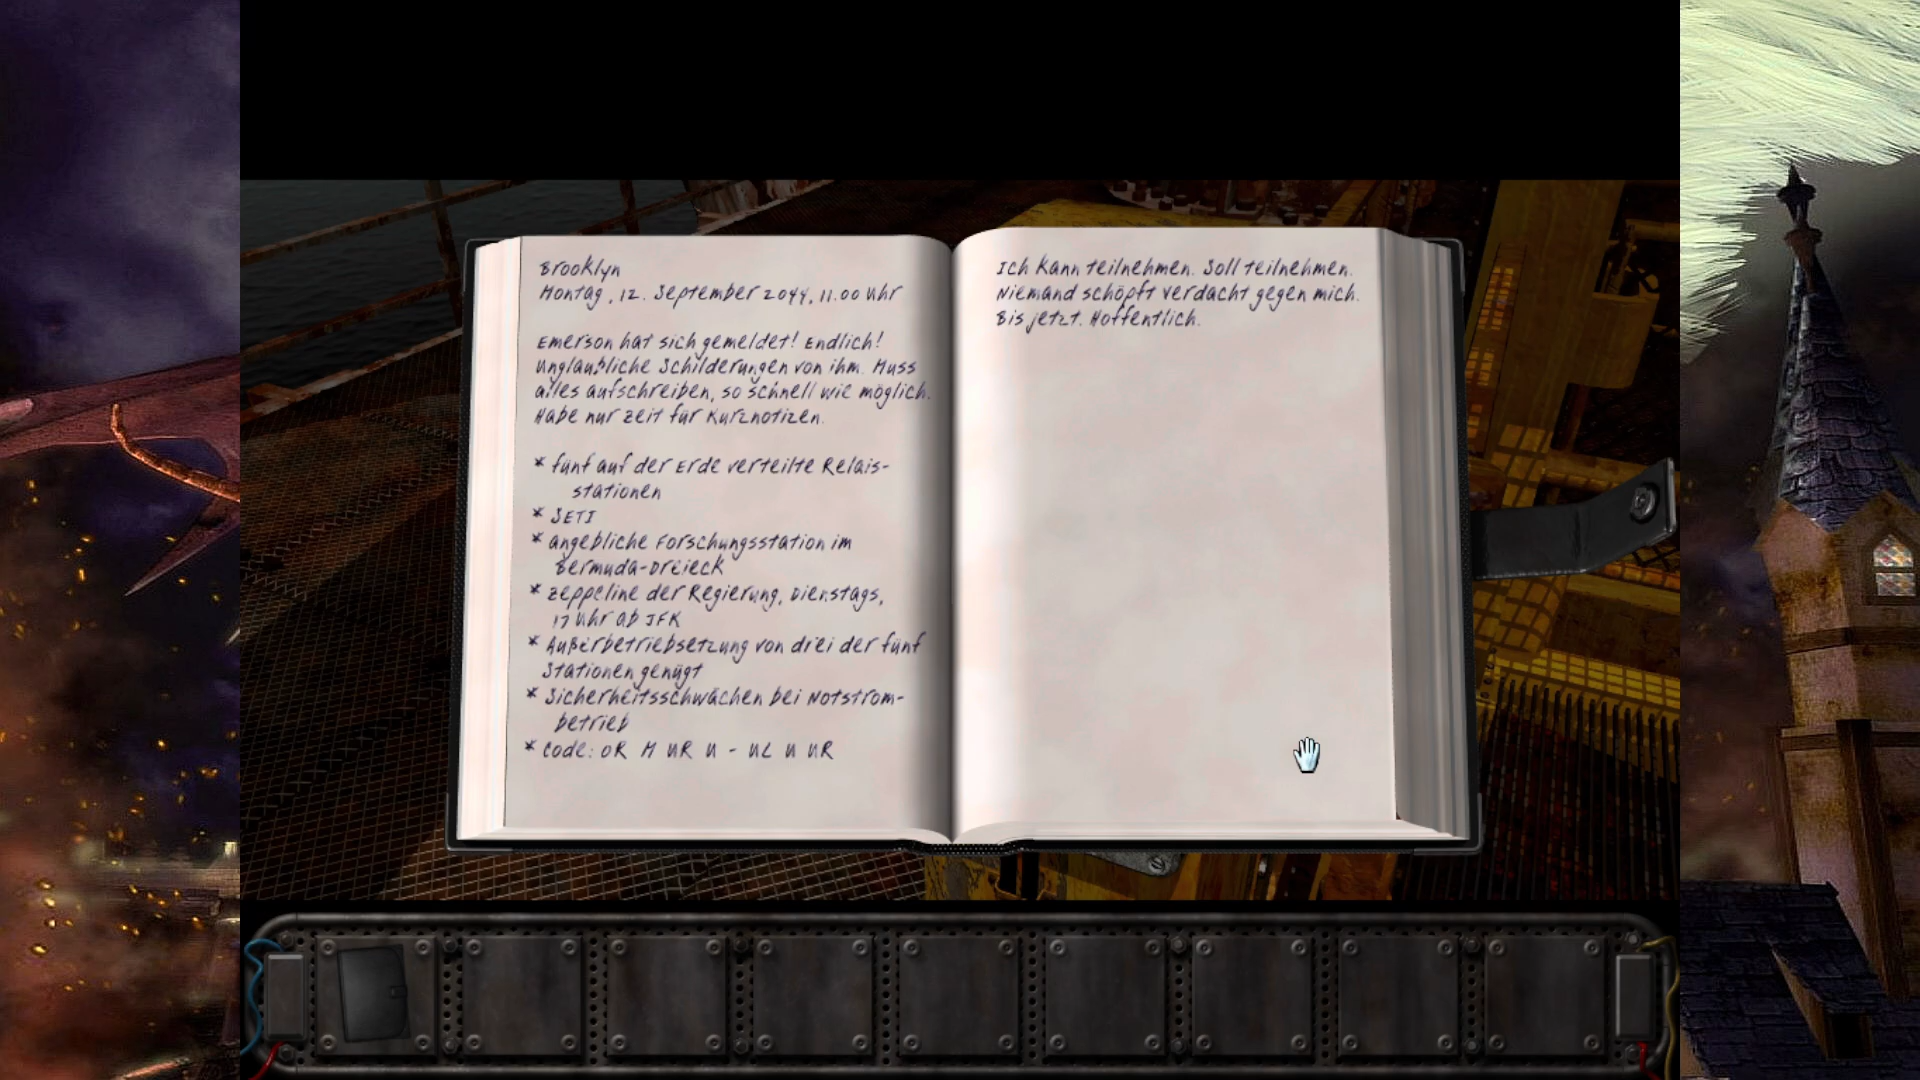 Brooklyn
Montag, 12. September 2044, 11.00 Uhr
Emerson hat sich gemeldet! Endlich!
Unglaubliche Schilderungen von ihm. Muss
alles aufschreiben, so schnell wie möglich.
Habe nur Zeit für Kurznotizen.
* fünf auf der Erde verteilte Relais-
stationen
* SETI
* angebliche Forschungsstation im
Bermuda-Dreieck
* Zeppeline der Regierung, Dienstags,
17 Uhr ab JFK
* Außerbetriebsetzung von drei der fünf
Stationen genügt
* Sicherheitsschwächen bei Notstrom-
betrieb
* Code: OR M UR U - UL U UR
Ich kann teilnehmen. Soll teilnehmen.
Niemand schöpft Verdacht gegen mich.
Bis jetzt. Hoffentlich.